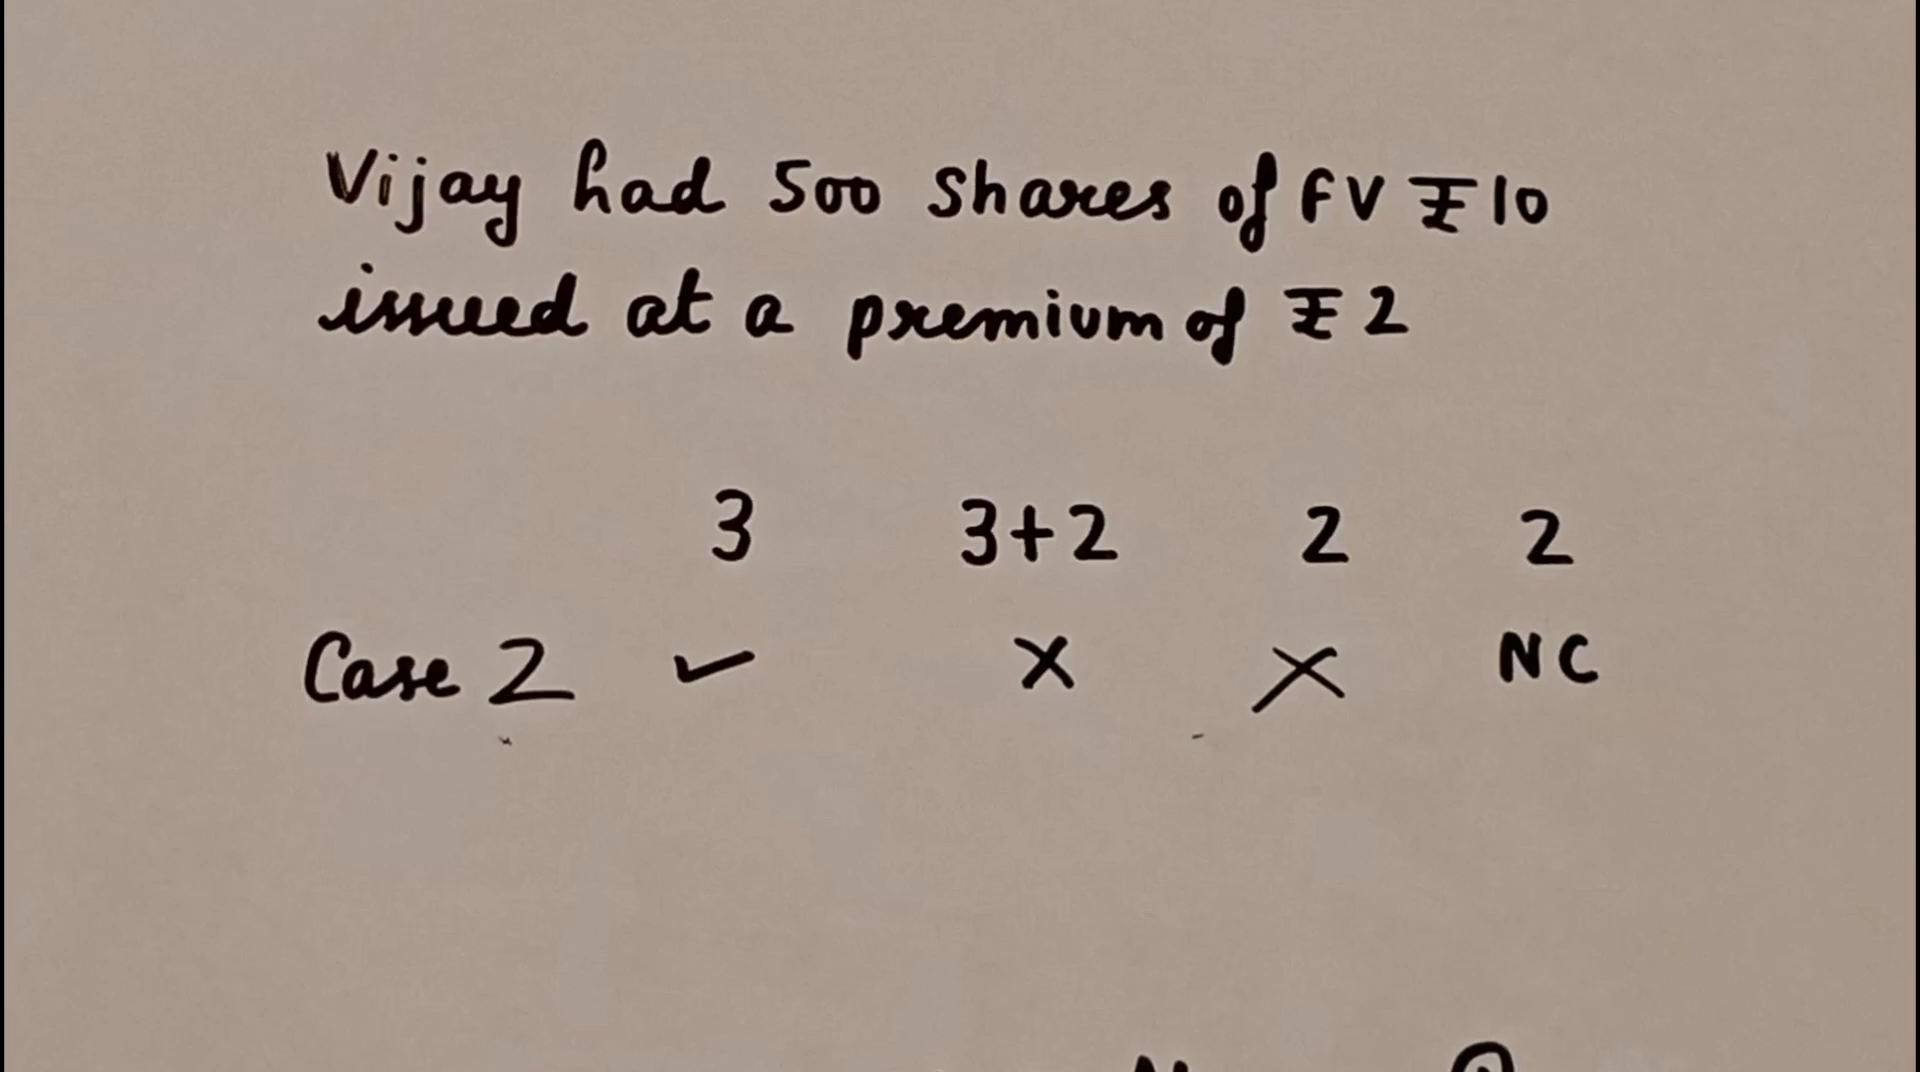 Vijay had 500 shares of FV ₹10
issued at a premium of ₹2
3 3+2 2 2
Case 2 ✓ X X NC